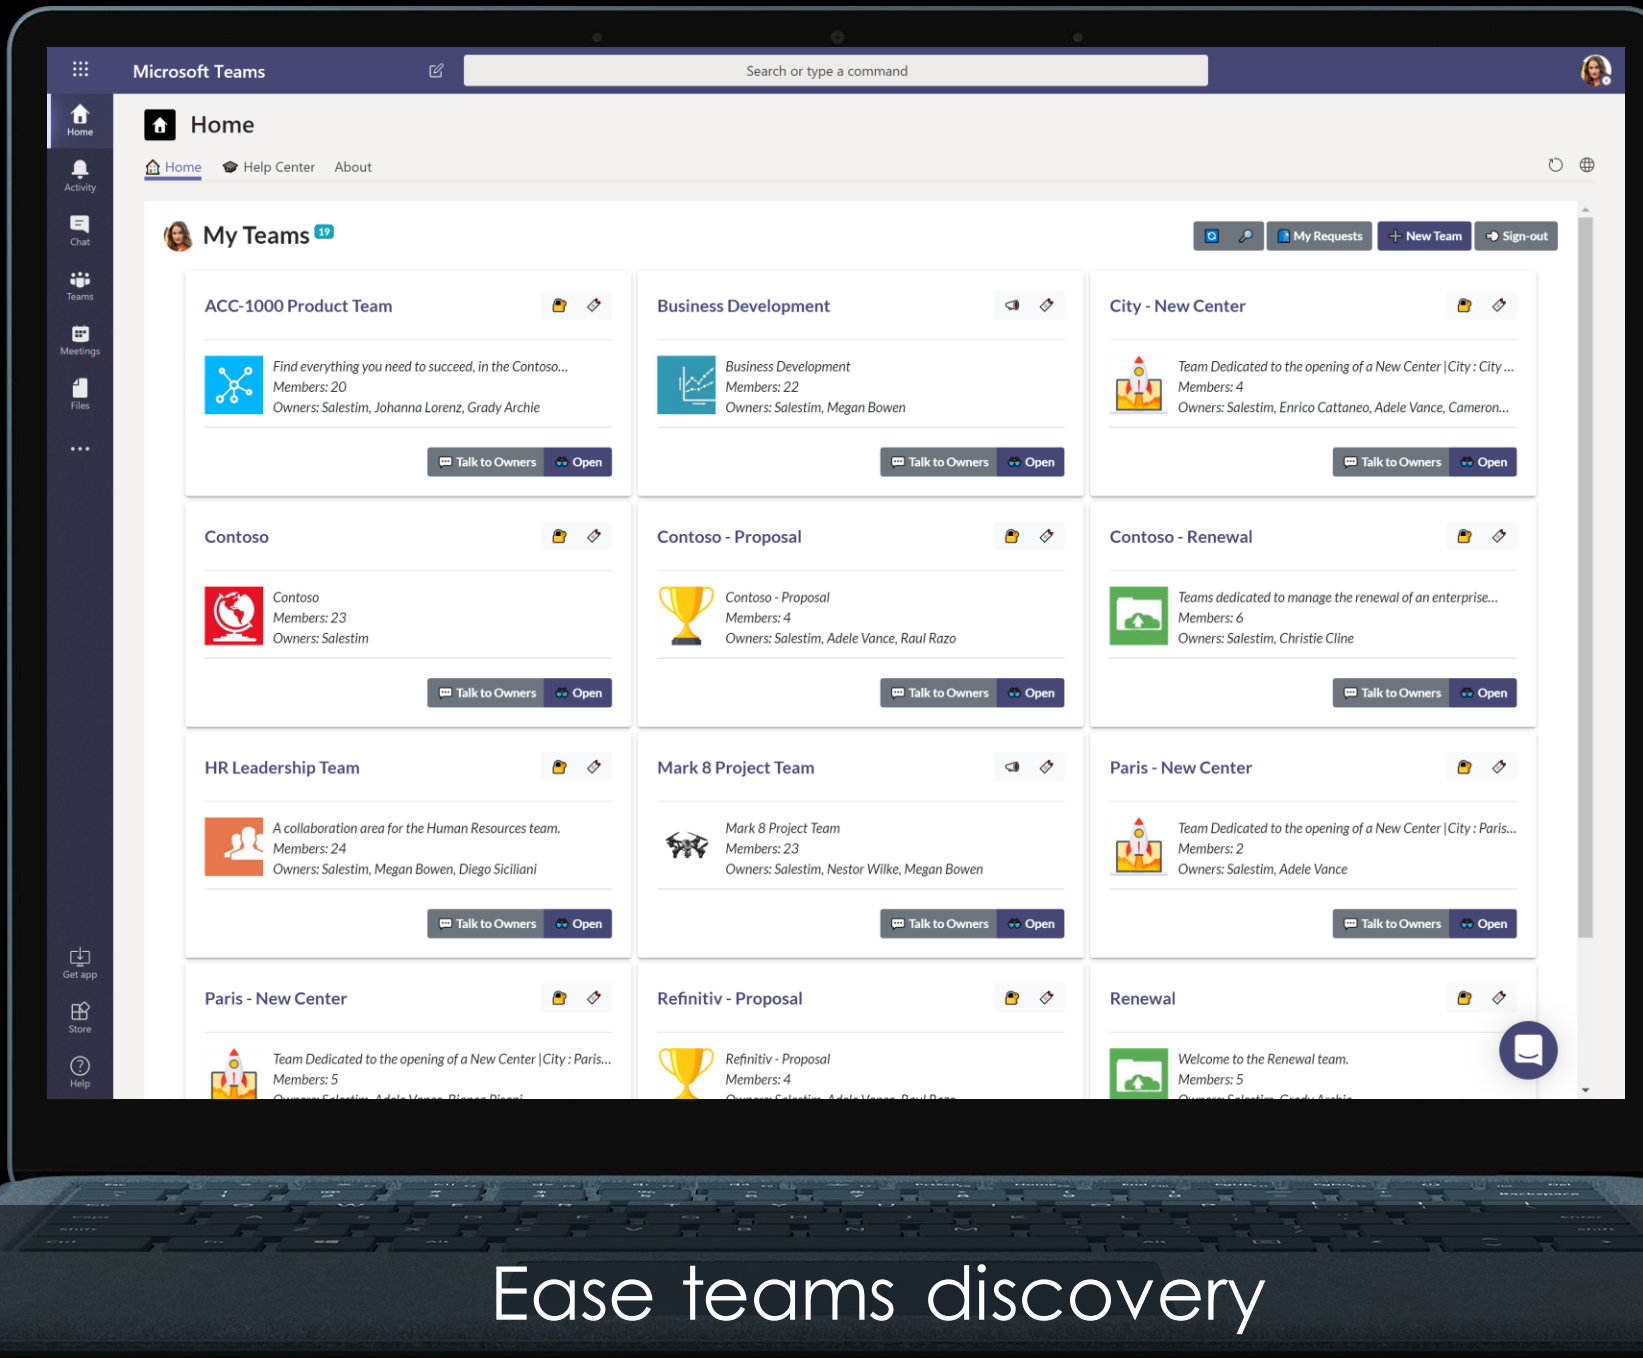 Microsoft Teams
Search or type a command
Home
Activity
Chat
Teams
Meetings
Files
Get app
Store
Help
Home
Home Help Center About
My Teams 19
My Requests New Team Sign-out
ACC-1000 Product Team
Find everything you need to succeed, in the Contoso...
Members: 20
Owners: Salestim, Johanna Lorenz, Grady Archie
Talk to Owners Open
Business Development
Business Development
Members: 22
Owners: Salestim, Megan Bowen
Talk to Owners Open
City - New Center
Team Dedicated to the opening of a New Center |City : City ...
Members: 4
Owners: Salestim, Enrico Cattaneo, Adele Vance, Cameron...
Talk to Owners Open
Contoso
Contoso
Members: 23
Owners: Salestim
Talk to Owners Open
Contoso - Proposal
Contoso - Proposal
Members: 4
Owners: Salestim, Adele Vance, Raul Razo
Talk to Owners Open
Contoso - Renewal
Teams dedicated to manage the renewal of an enterprise...
Members: 6
Owners: Salestim, Christie Cline
Talk to Owners Open
HR Leadership Team
A collaboration area for the Human Resources team.
Members: 24
Owners: Salestim, Megan Bowen, Diego Siciliani
Talk to Owners Open
Mark 8 Project Team
Mark 8 Project Team
Members: 23
Owners: Salestim, Nestor Wilke, Megan Bowen
Talk to Owners Open
Paris - New Center
Team Dedicated to the opening of a New Center |City : Paris...
Members: 2
Owners: Salestim, Adele Vance
Talk to Owners Open
Paris - New Center
Team Dedicated to the opening of a New Center |City : Paris...
Members: 5
Refinitiv - Proposal
Refinitiv - Proposal
Members: 4
Renewal
Welcome to the Renewal team.
Members: 5
Ease teams discovery